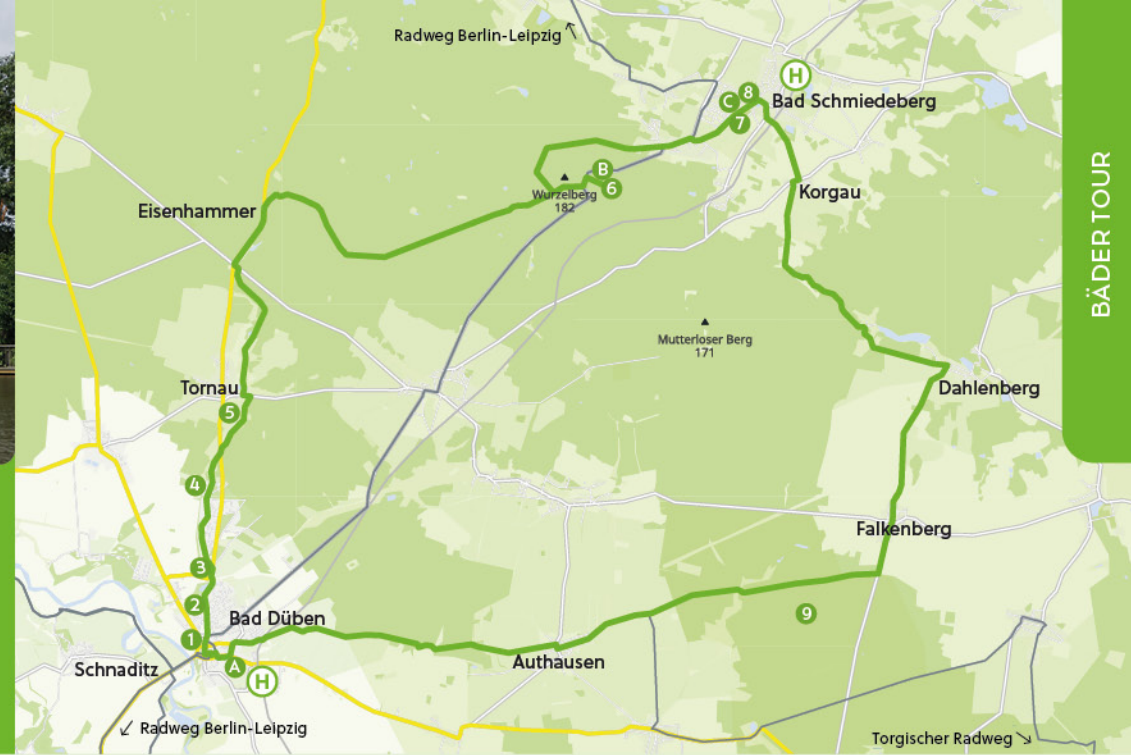 Radweg Berlin-Leipzig
H
C
8
7
Bad Schmiedeberg
BÄDER TOUR
B
6
Wurzelberg
182
Korgau
Eisenhammer
Mutterloser Berg
171
Tornau
Dahlenberg
5
4
Falkenberg
3
2
9
Bad Düben
1
A
H
Authausen
Schnaditz
Radweg Berlin-Leipzig
Torgischer Radweg